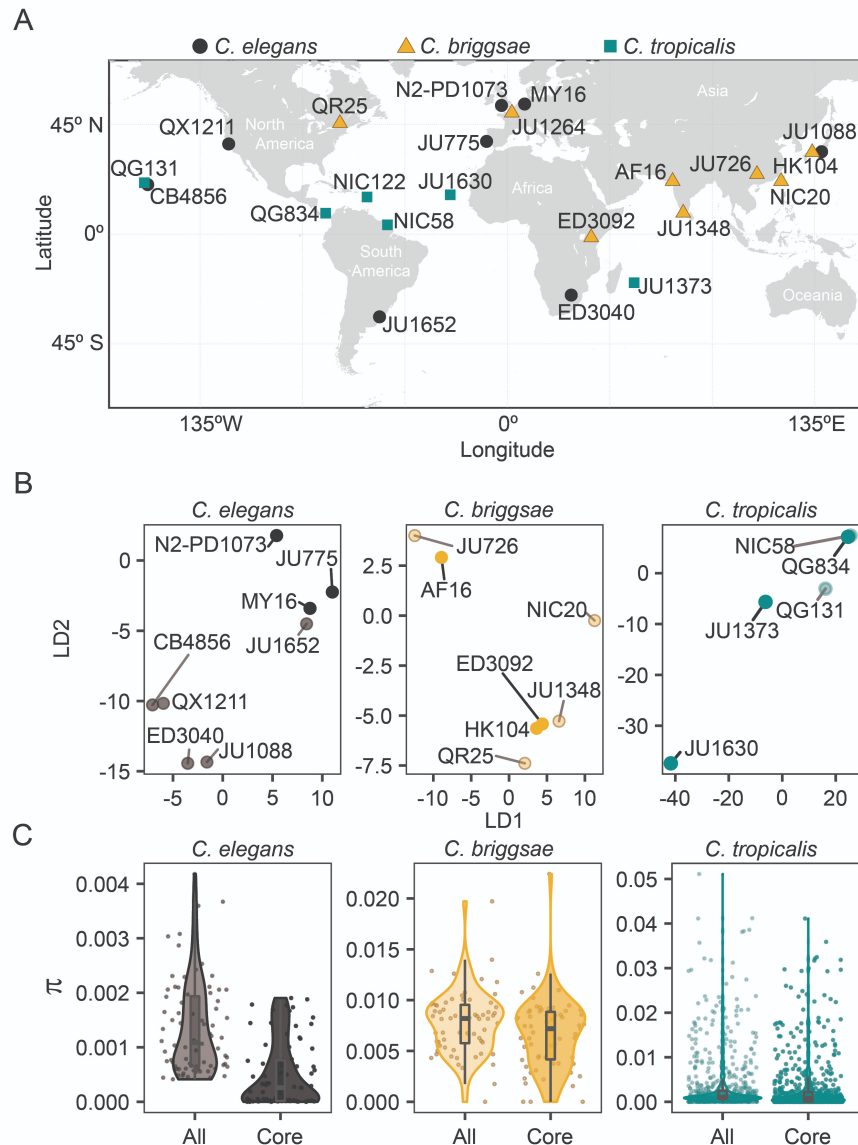 A
C. elegans C. briggsae C. tropicalis
N2-PD1073 MY16 Asia
QR25
45º N North America JU1264 JU1088
QX1211 JU775
QG131 NIC122 JU1630 AF16 JU726 HK104
CB4856 Africa NIC20
QG834 NIC58 ED3092 JU1348
Latitude
0º
South America JU1373 Oceania
ED3040
JU1652
45º S
135ºW 0º 135ºE
Longitude
B
C. elegans C. briggsae C. tropicalis
N2-PD1073 JU775 MY16 JU1652 CB4856 QX1211 ED3040 JU1088
0 -5 -10 -15
LD2
-5 0 5 10
JU726 AF16 NIC20 ED3092 JU1348 HK104 QR25
2.5 0.0 -2.5 -5.0 -7.5
-10 -5 0 5 10
NIC58 QG834 QG131 JU1373 JU1630
0 -10 -20 -30
-40 -20 0 20
LD1
C
C. elegans C. briggsae C. tropicalis
π
0.004 0.003 0.002 0.001 0.000
All Core
0.020 0.015 0.010 0.005 0.000
All Core
0.05 0.04 0.03 0.02 0.01 0.00
All Core